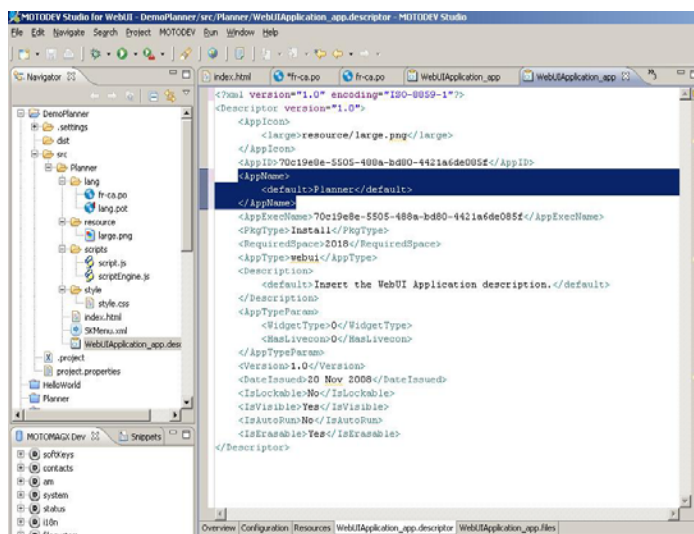 MOTODEV Studio for WebUI - DemoPlanner/src/Planner/WebUIApplication_app.descriptor - MOTODEV Studio
File Edit Navigate Search Project MOTODEV Run Window Help
Navigator
index.html *fr-ca.po fr-ca.po WebUIApplication_app WebUIApplication_app
DemoPlanner
.settings
dist
src
Planner
lang
fr-ca.po
lang.pot
resource
large.png
scripts
script.js
scriptEngine.js
style
style.css
index.html
SKMenu.xml
WebUIApplication_app.desc
.project
project.properties
HelloWorld
Planner
<?xml version="1.0" encoding="ISO-8859-1"?>
<Descriptor version="1.0">
<AppIcon>
<large>resource/large.png</large>
</AppIcon>
<AppID>70c19e8e-5505-488a-bd80-4421a6de085f</AppID>
<AppName>
<default>Planner</default>
</AppName>
<AppExecName>70c19e8e-5505-488a-bd80-4421a6de085f</AppExecName>
<PkgType>Install</PkgType>
<RequiredSpace>2018</RequiredSpace>
<AppType>webui</AppType>
<Description>
<default>Insert the WebUI Application description.</default>
</Description>
<AppTypeParam>
<WidgetType>0</WidgetType>
<HasLivecon>0</HasLivecon>
</AppTypeParam>
<Version>1.0</Version>
<DateIssued>20 Nov 2008</DateIssued>
<IsLockable>No</IsLockable>
<IsVisible>Yes</IsVisible>
<IsAutoRun>No</IsAutoRun>
<IsErasable>Yes</IsErasable>
</Descriptor>
MOTOMAGX Dev Snippets
softkeys
contacts
am
system
status
i18n
Overview Configuration Resources WebUIApplication_app.descriptor WebUIApplication_app.files